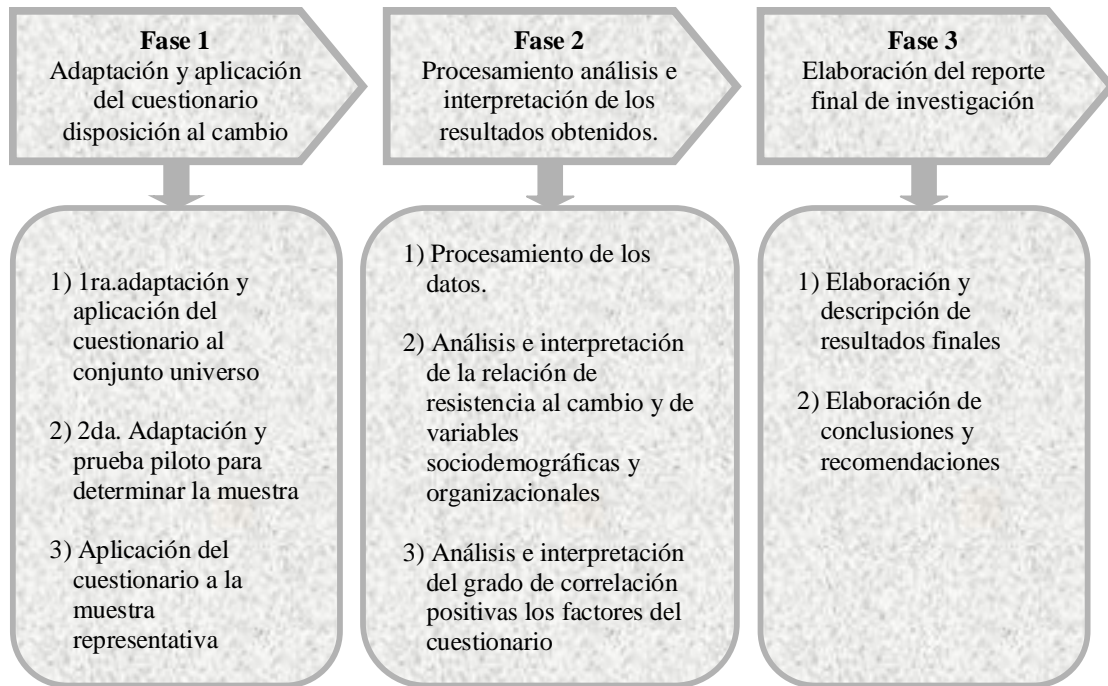 Fase 1
Adaptación y aplicación
del cuestionario
disposición al cambio
1) 1ra.adaptación y
aplicación del
cuestionario al
conjunto universo
2) 2da. Adaptación y
prueba piloto para
determinar la muestra
3) Aplicación del
cuestionario a la
muestra
representativa
Fase 2
Procesamiento análisis e
interpretación de los
resultados obtenidos.
1) Procesamiento de los
datos.
2) Análisis e interpretación
de la relación de
resistencia al cambio y de
variables
sociodemográficas y
organizacionales
3) Análisis e interpretación
del grado de correlación
positivas los factores del
cuestionario
Fase 3
Elaboración del reporte
final de investigación
1) Elaboración y
descripción de
resultados finales
2) Elaboración de
conclusiones y
recomendaciones